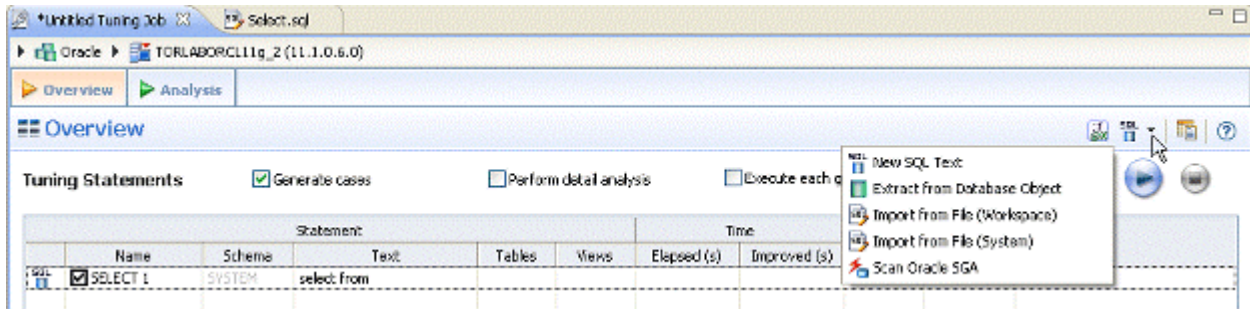 *Untitled Tuning Job Select.sql
Oracle TORLABORCL11g_2 (11.1.0.6.0)
Overview Analysis
Overview
Tuning Statements Generate cases Perform detail analysis Execute each
New SQL Text
Extract from Database Object
Import from File (Workspace)
Import from File (System)
Scan Oracle SGA
Statement Time
Name Schema Text Tables Views Elapsed (s) Improved (s)
SQL SELECT 1 SYSTEM select from